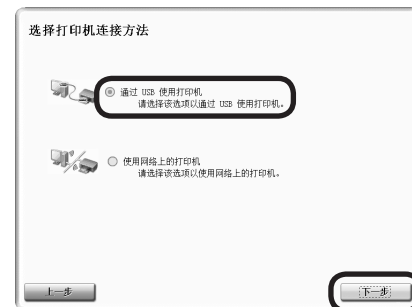 选择打印机连接方法
通过 USB 使用打印机
请选择该选项以通过 USB 使用打印机。
使用网络上的打印机
请选择该选项以使用网络上的打印机。
上一步
下一步